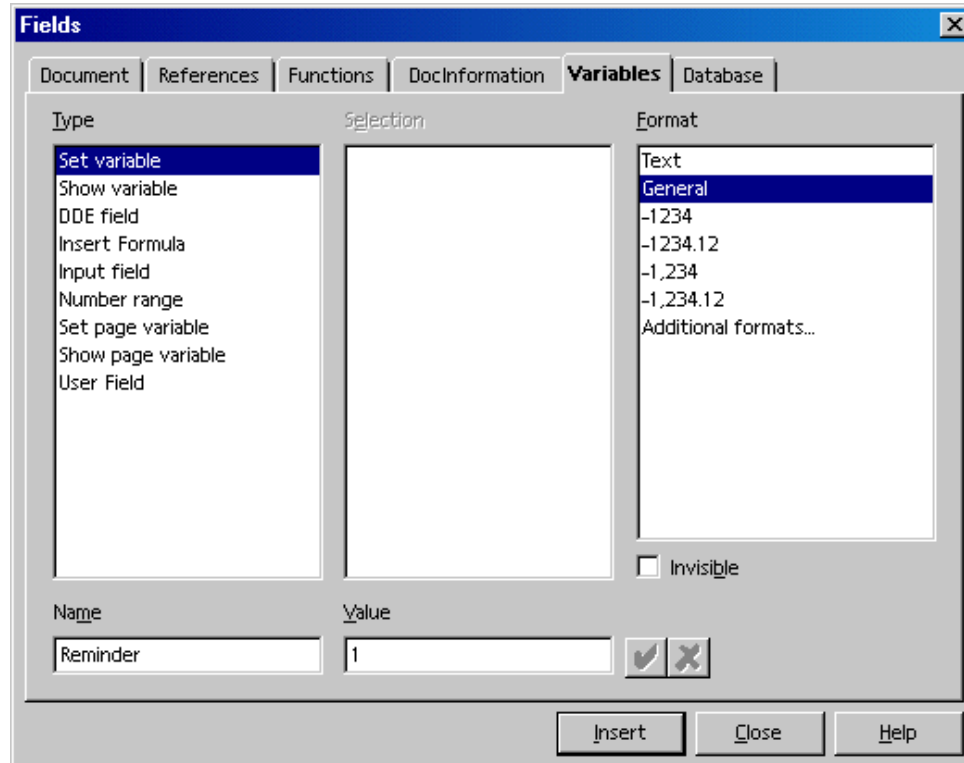 Fields
Document References Functions DocInformation Variables Database
Type
Set variable
Show variable
DDE field
Insert Formula
Input field
Number range
Set page variable
Show page variable
User Field
Selection
Format
Text
General
-1234
-1234.12
-1,234
-1,234.12
Additional formats...
Invisible
Name
Reminder
Value
1
Insert Close Help